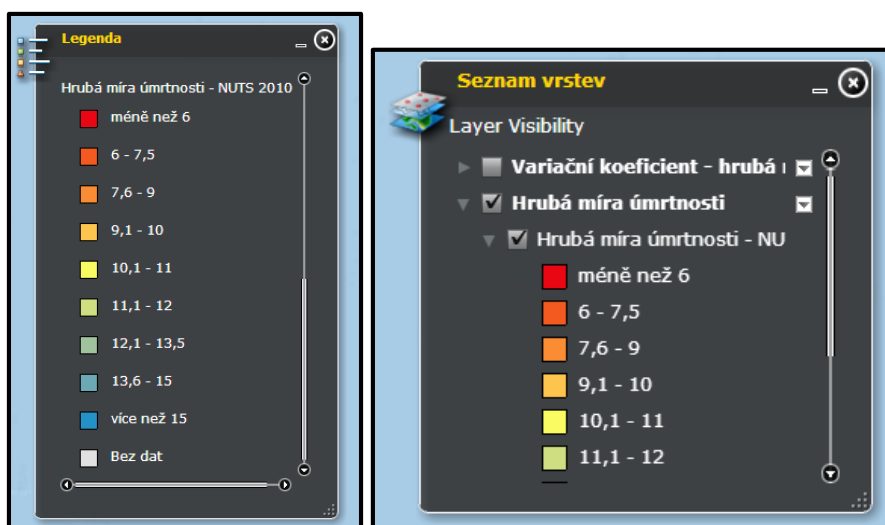 Legenda
Hrubá míra úmrtnosti - NUTS 2010
méně než 6
6 - 7,5
7,6 - 9
9,1 - 10
10,1 - 11
11,1 - 12
12,1 - 13,5
13,6 - 15
více než 15
Bez dat
Seznam vrstev
Layer Visibility
Variační koeficient - hrubá
Hrubá míra úmrtnosti
Hrubá míra úmrtnosti - NU
méně než 6
6 - 7,5
7,6 - 9
9,1 - 10
10,1 - 11
11,1 - 12